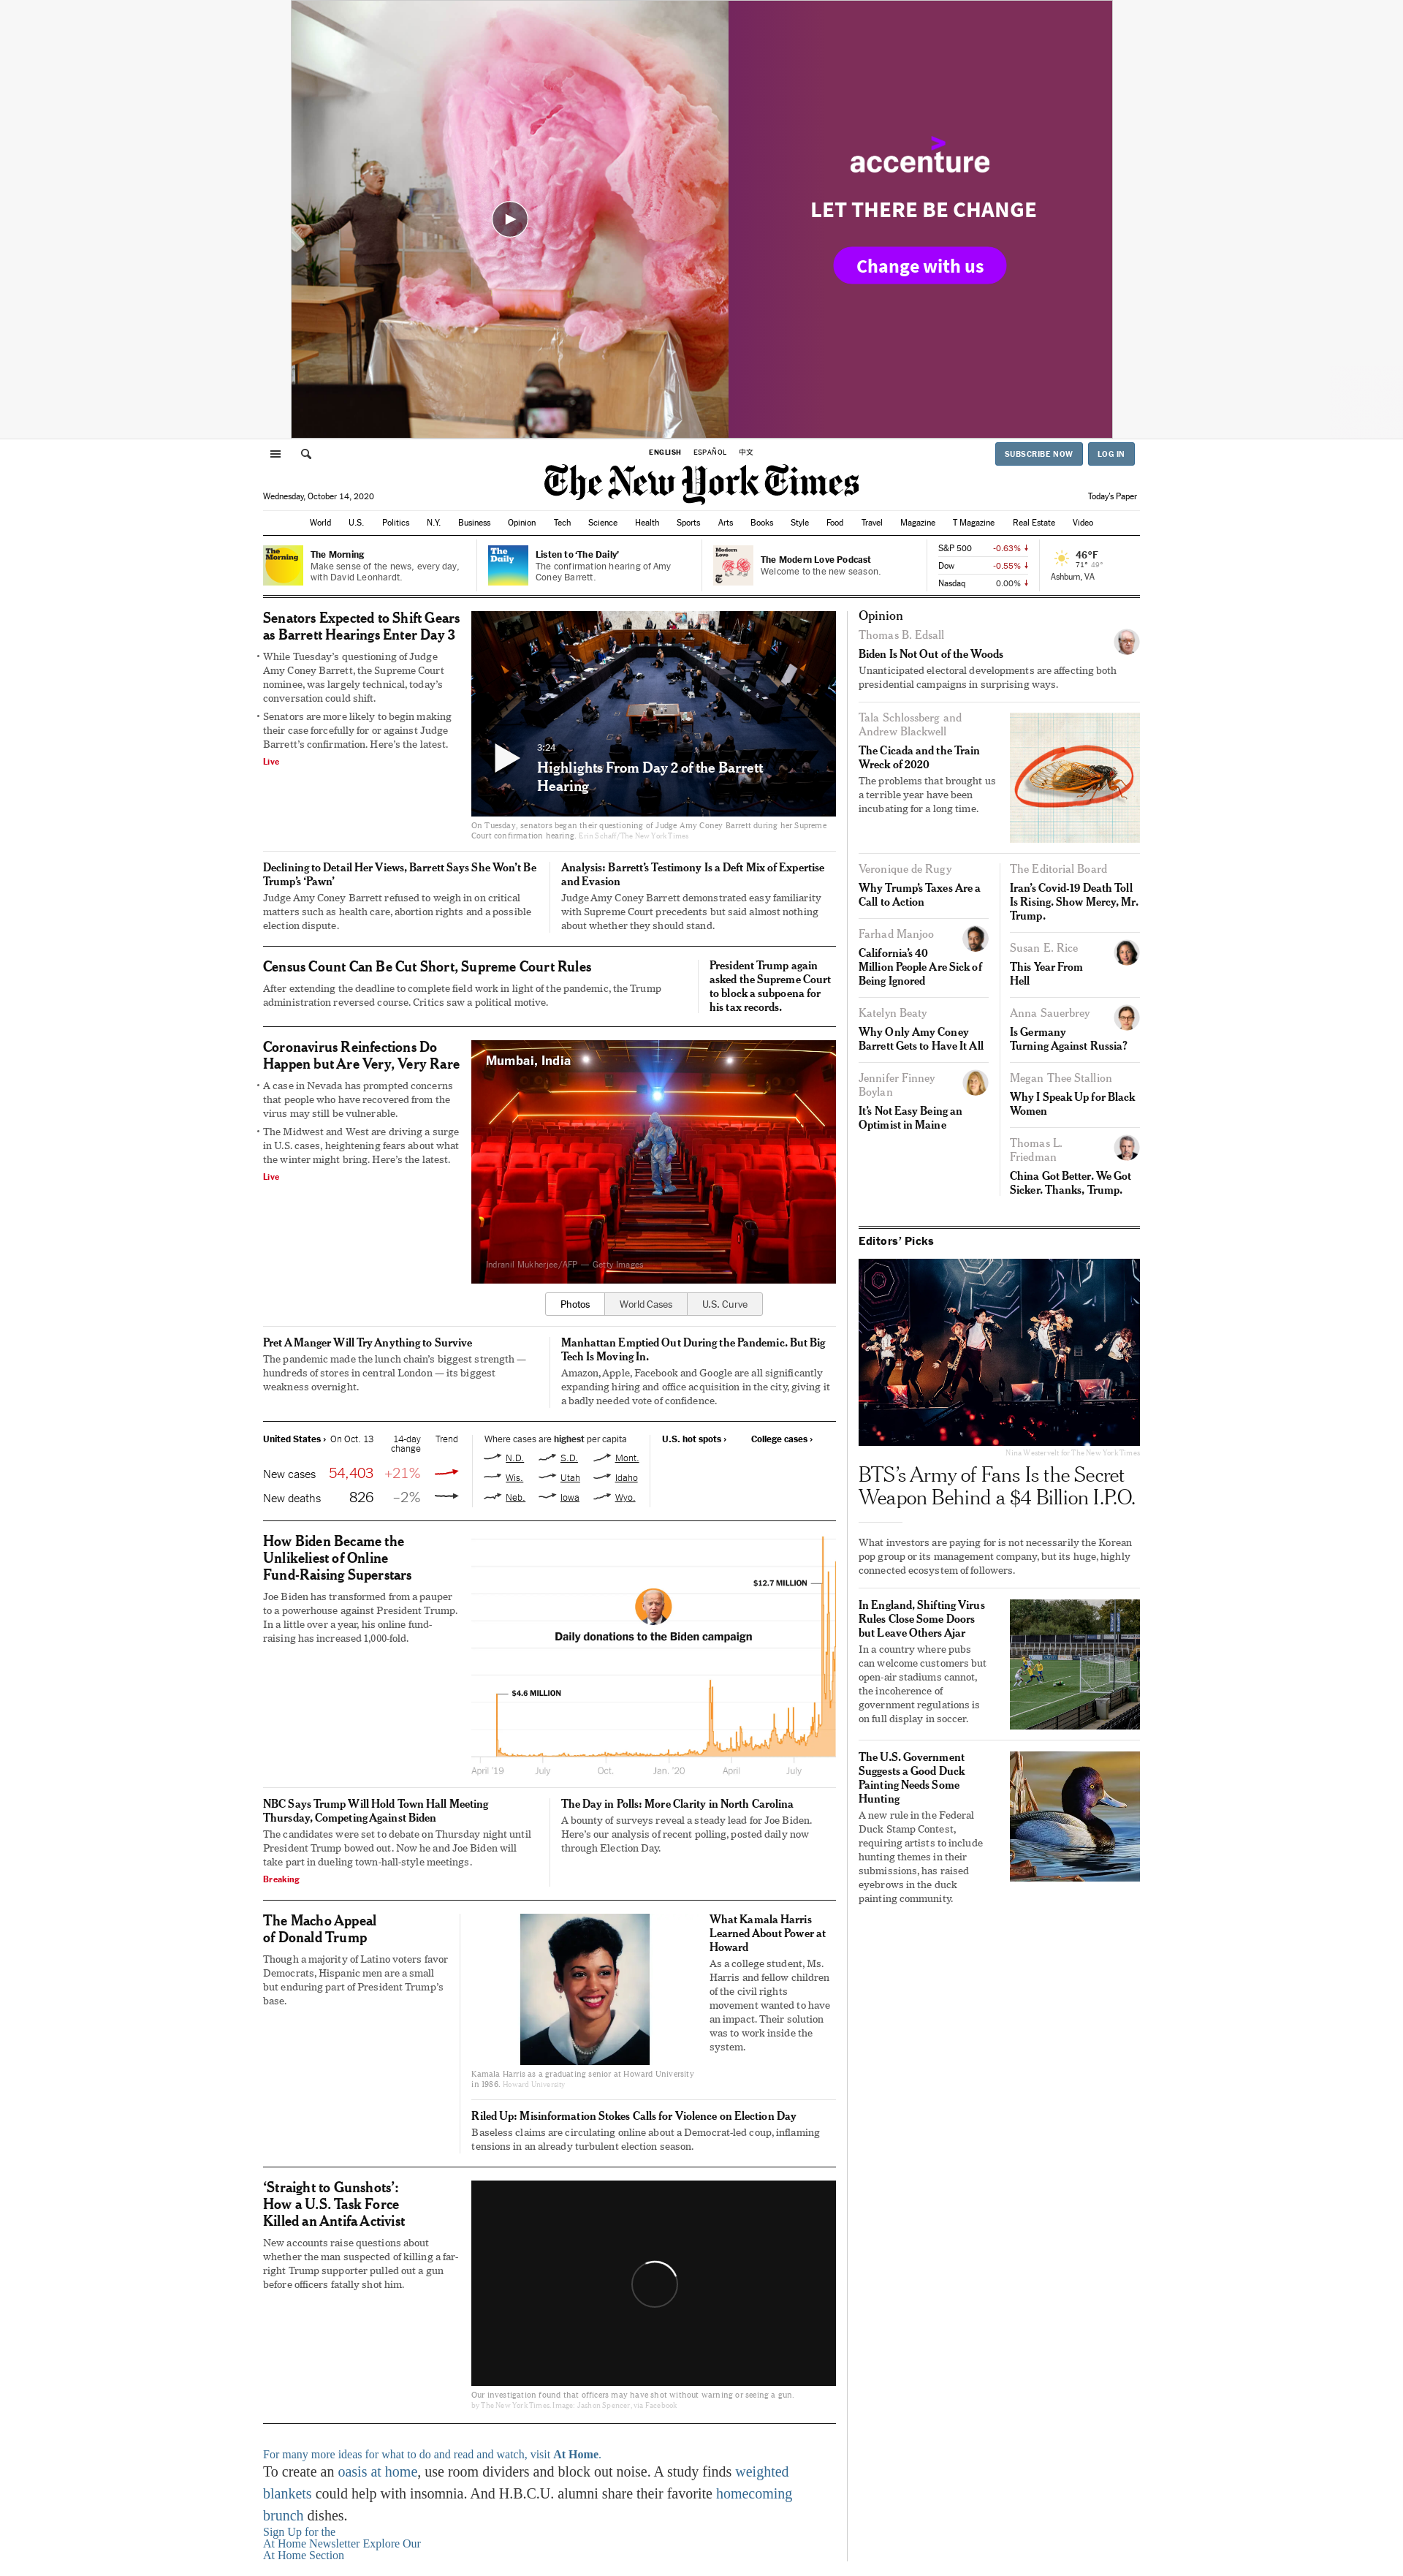 accenture
LET THERE BE CHANGE
Change with us
ENGLISH ESPAÑOL 中文
SUBSCRIBE NOW LOG IN
The New York Times
Wednesday, October 14, 2020
Today's Paper
World U.S. Politics N.Y. Business Opinion Tech Science Health Sports Arts Books Style Food Travel Magazine T Magazine Real Estate Video
The Morning
The Morning
Make sense of the news, every day, with David Leonhardt.
The Daily
Listen to ‘The Daily’
The confirmation hearing of Amy Coney Barrett.
Modern Love
The Modern Love Podcast
Welcome to the new season.
S&P 500 -0.63%
Dow -0.55%
Nasdaq 0.00%
46°F
71° 49°
Ashburn, VA
Senators Expected to Shift Gears
as Barrett Hearings Enter Day 3
While Tuesday’s questioning of Judge
Amy Coney Barrett, the Supreme Court
nominee, was largely technical, today’s
conversation could shift.
Senators are more likely to begin making
their case forcefully for or against Judge
Barrett’s confirmation. Here’s the latest.
Live
3:24
Highlights From Day 2 of the Barrett
Hearing
On Tuesday, senators began their questioning of Judge Amy Coney Barrett during her Supreme
Court confirmation hearing. Erin Schaff/The New York Times
Declining to Detail Her Views, Barrett Says She Won’t Be
Trump’s ‘Pawn’
Judge Amy Coney Barrett refused to weigh in on critical
matters such as health care, abortion rights and a possible
election dispute.
Analysis: Barrett’s Testimony Is a Deft Mix of Expertise
and Evasion
Judge Amy Coney Barrett demonstrated easy familiarity
with Supreme Court precedents but said almost nothing
about whether they should stand.
Census Count Can Be Cut Short, Supreme Court Rules
After extending the deadline to complete field work in light of the pandemic, the Trump
administration reversed course. Critics saw a political motive.
President Trump again
asked the Supreme Court
to block a subpoena for
his tax records.
Coronavirus Reinfections Do
Happen but Are Very, Very Rare
A case in Nevada has prompted concerns
that people who have recovered from the
virus may still be vulnerable.
The Midwest and West are driving a surge
in U.S. cases, heightening fears about what
the winter might bring. Here’s the latest.
Live
Mumbai, India
Indranil Mukherjee/AFP — Getty Images
Photos World Cases U.S. Curve
Pret A Manger Will Try Anything to Survive
The pandemic made the lunch chain’s biggest strength —
hundreds of stores in central London — its biggest
weakness overnight.
Manhattan Emptied Out During the Pandemic. But Big
Tech Is Moving In.
Amazon, Apple, Facebook and Google are all significantly
expanding hiring and office acquisition in the city, giving it
a badly needed vote of confidence.
United States › On Oct. 13 14-day change Trend
New cases 54,403 +21%
New deaths 826 –2%
Where cases are highest per capita
N.D. S.D. Mont.
Wis. Utah Idaho
Neb. Iowa Wyo.
U.S. hot spots › College cases ›
How Biden Became the
Unlikeliest of Online
Fund-Raising Superstars
Joe Biden has transformed from a pauper
to a powerhouse against President Trump.
In a little over a year, his online fund-
raising has increased 1,000-fold.
$12.7 MILLION
Daily donations to the Biden campaign
$4.6 MILLION
April ’19 July Oct. Jan. ’20 April July
NBC Says Trump Will Hold Town Hall Meeting
Thursday, Competing Against Biden
The candidates were set to debate on Thursday night until
President Trump bowed out. Now he and Joe Biden will
take part in dueling town-hall-style meetings.
Breaking
The Day in Polls: More Clarity in North Carolina
A bounty of surveys reveal a steady lead for Joe Biden.
Here’s our analysis of recent polling, posted daily now
through Election Day.
The Macho Appeal
of Donald Trump
Though a majority of Latino voters favor
Democrats, Hispanic men are a small
but enduring part of President Trump’s
base.
Kamala Harris as a graduating senior at Howard University
in 1986. Howard University
What Kamala Harris
Learned About Power at
Howard
As a college student, Ms.
Harris and fellow children
of the civil rights
movement wanted to have
an impact. Their solution
was to work inside the
system.
Riled Up: Misinformation Stokes Calls for Violence on Election Day
Baseless claims are circulating online about a Democrat-led coup, inflaming
tensions in an already turbulent election season.
‘Straight to Gunshots’:
How a U.S. Task Force
Killed an Antifa Activist
New accounts raise questions about
whether the man suspected of killing a far-
right Trump supporter pulled out a gun
before officers fatally shot him.
Our investigation found that officers may have shot without warning or seeing a gun.
by The New York Times. Image: Jashon Spencer, via Facebook
For many more ideas for what to do and read and watch, visit At Home.
To create an oasis at home, use room dividers and block out noise. A study finds weighted
blankets could help with insomnia. And H.B.C.U. alumni share their favorite homecoming
brunch dishes.
Sign Up for the
At Home Newsletter Explore Our
At Home Section
Opinion
Thomas B. Edsall
Biden Is Not Out of the Woods
Unanticipated electoral developments are affecting both
presidential campaigns in surprising ways.
Tala Schlossberg and
Andrew Blackwell
The Cicada and the Train
Wreck of 2020
The problems that brought us
a terrible year have been
incubating for a long time.
Veronique de Rugy
Why Trump’s Taxes Are a
Call to Action
Farhad Manjoo
California’s 40
Million People Are Sick of
Being Ignored
Katelyn Beaty
Why Only Amy Coney
Barrett Gets to Have It All
Jennifer Finney
Boylan
It’s Not Easy Being an
Optimist in Maine
The Editorial Board
Iran’s Covid-19 Death Toll
Is Rising. Show Mercy, Mr.
Trump.
Susan E. Rice
This Year From
Hell
Anna Sauerbrey
Is Germany
Turning Against Russia?
Megan Thee Stallion
Why I Speak Up for Black
Women
Thomas L.
Friedman
China Got Better. We Got
Sicker. Thanks, Trump.
Editors’ Picks
Nina Westervelt for The New York Times
BTS’s Army of Fans Is the Secret
Weapon Behind a $4 Billion I.P.O.
What investors are paying for is not necessarily the Korean
pop group or its management company, but its huge, highly
connected ecosystem of followers.
In England, Shifting Virus
Rules Close Some Doors
but Leave Others Ajar
In a country where pubs
can welcome customers but
open-air stadiums cannot,
the incoherence of
government regulations is
on full display in soccer.
The U.S. Government
Suggests a Good Duck
Painting Needs Some
Hunting
A new rule in the Federal
Duck Stamp Contest,
requiring artists to include
hunting themes in their
submissions, has raised
eyebrows in the duck
painting community.